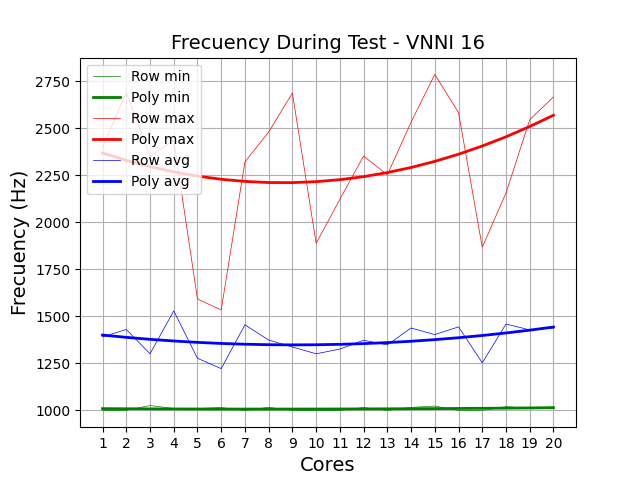 Frecuency During Test - VNNI 16
Row min
Poly min
Row max
Poly max
Row avg
Poly avg
2750
2500
2250
2000
1750
1500
1250
1000
Frecuency (Hz)
1 2 3 4 5 6 7 8 9 10 11 12 13 14 15 16 17 18 19 20
Cores